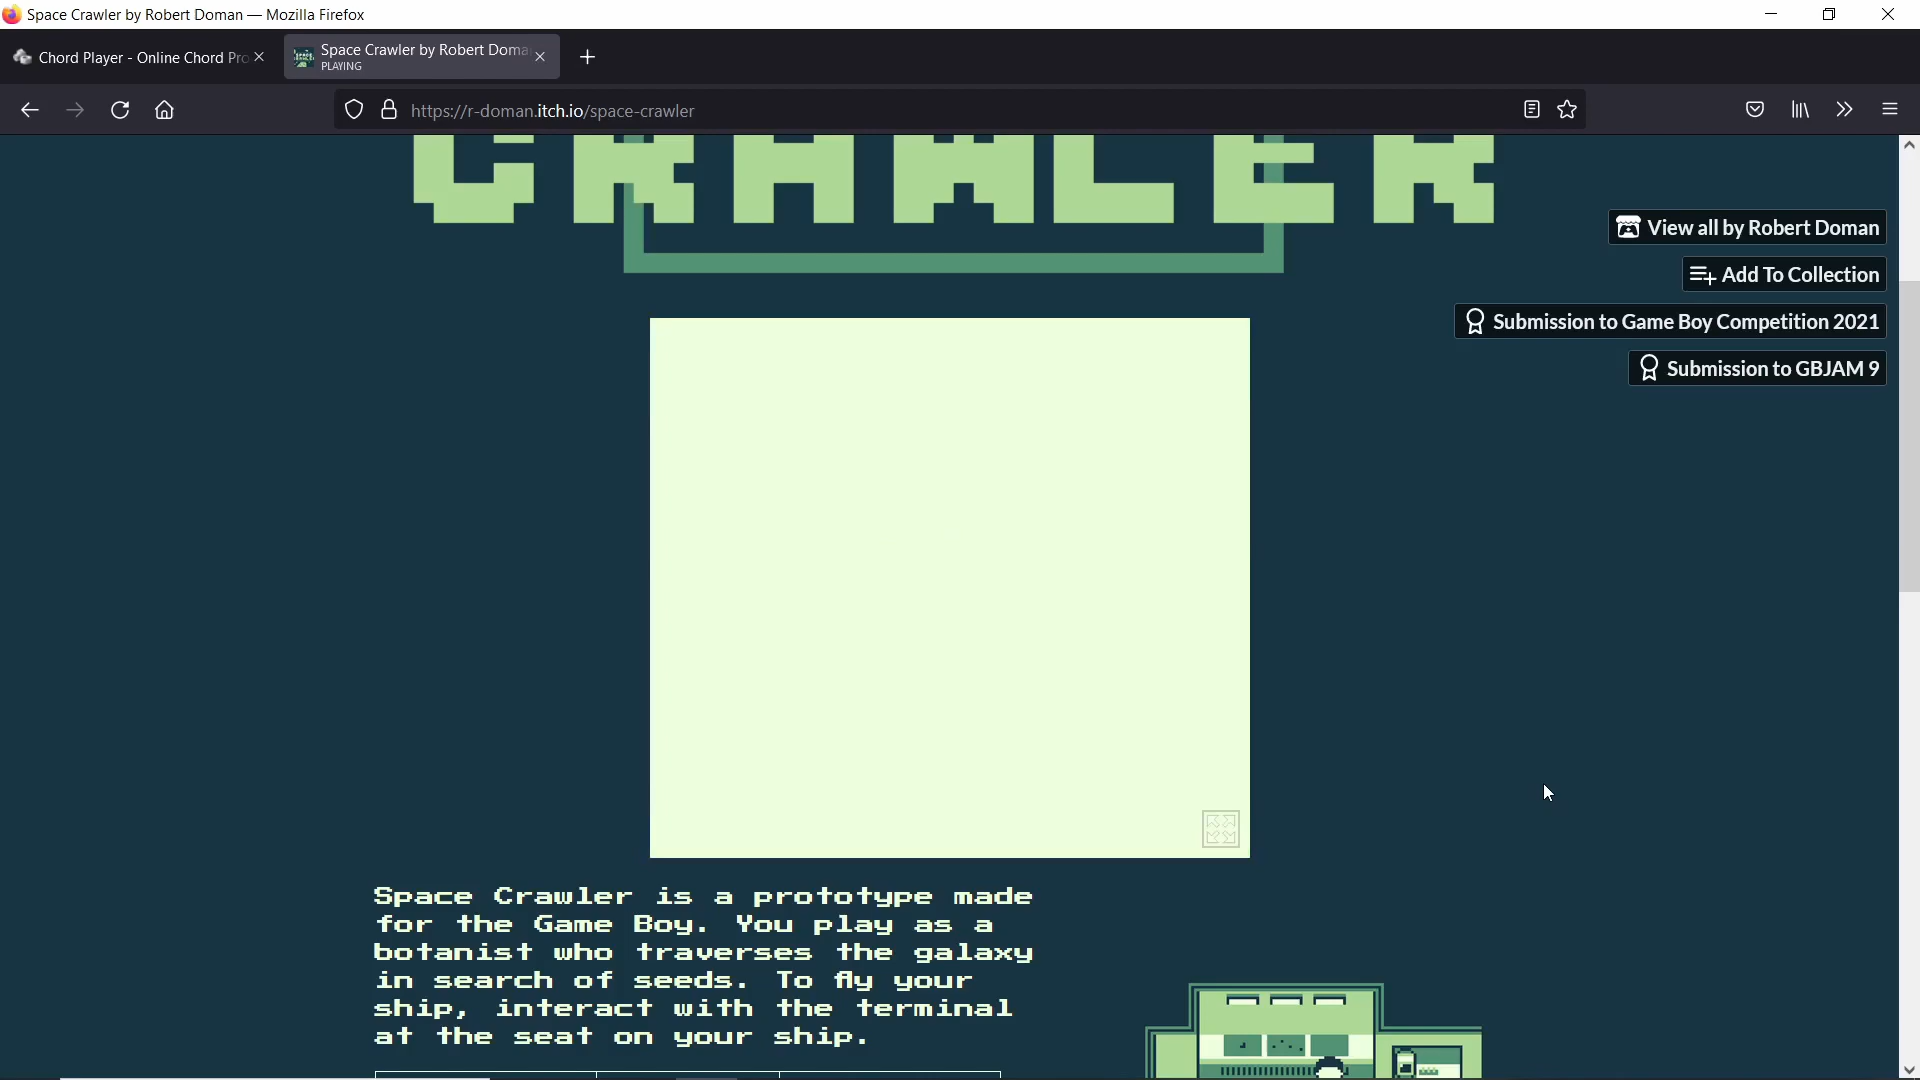 Space Crawler by Robert Doman — Mozilla Firefox
Chord Player - Online Chord Pro
Space Crawler by Robert Doma
PLAYING
https://r-doman.itch.io/space-crawler
CRAWLER
View all by Robert Doman
Add To Collection
Submission to Game Boy Competition 2021
Submission to GBJAM 9
Space Crawler is a prototype made
for the Game Boy. You play as a
botanist who traverses the galaxy
in search of seeds. To fly your
ship, interact with the terminal
at the seat on your ship.